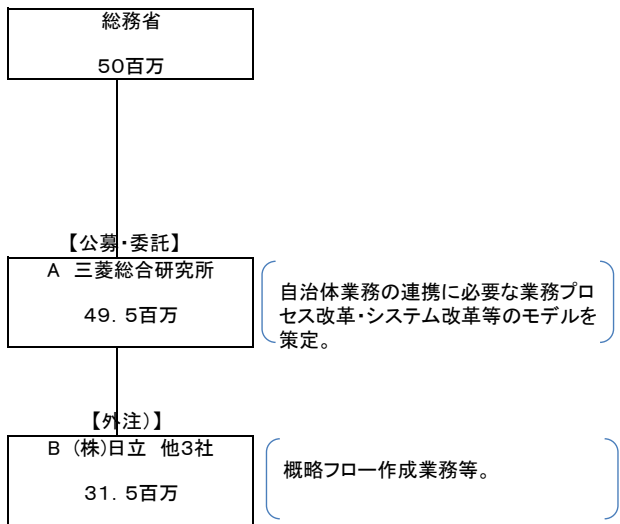 総務省
50百万
【公募・委託】
A 三菱総合研究所
49.5百万
自治体業務の連携に必要な業務プロ
セス改革・システム改革等のモデルを
策定。
【外注)】
B (株)日立 他3社
31.5百万
概略フロー作成業務等。